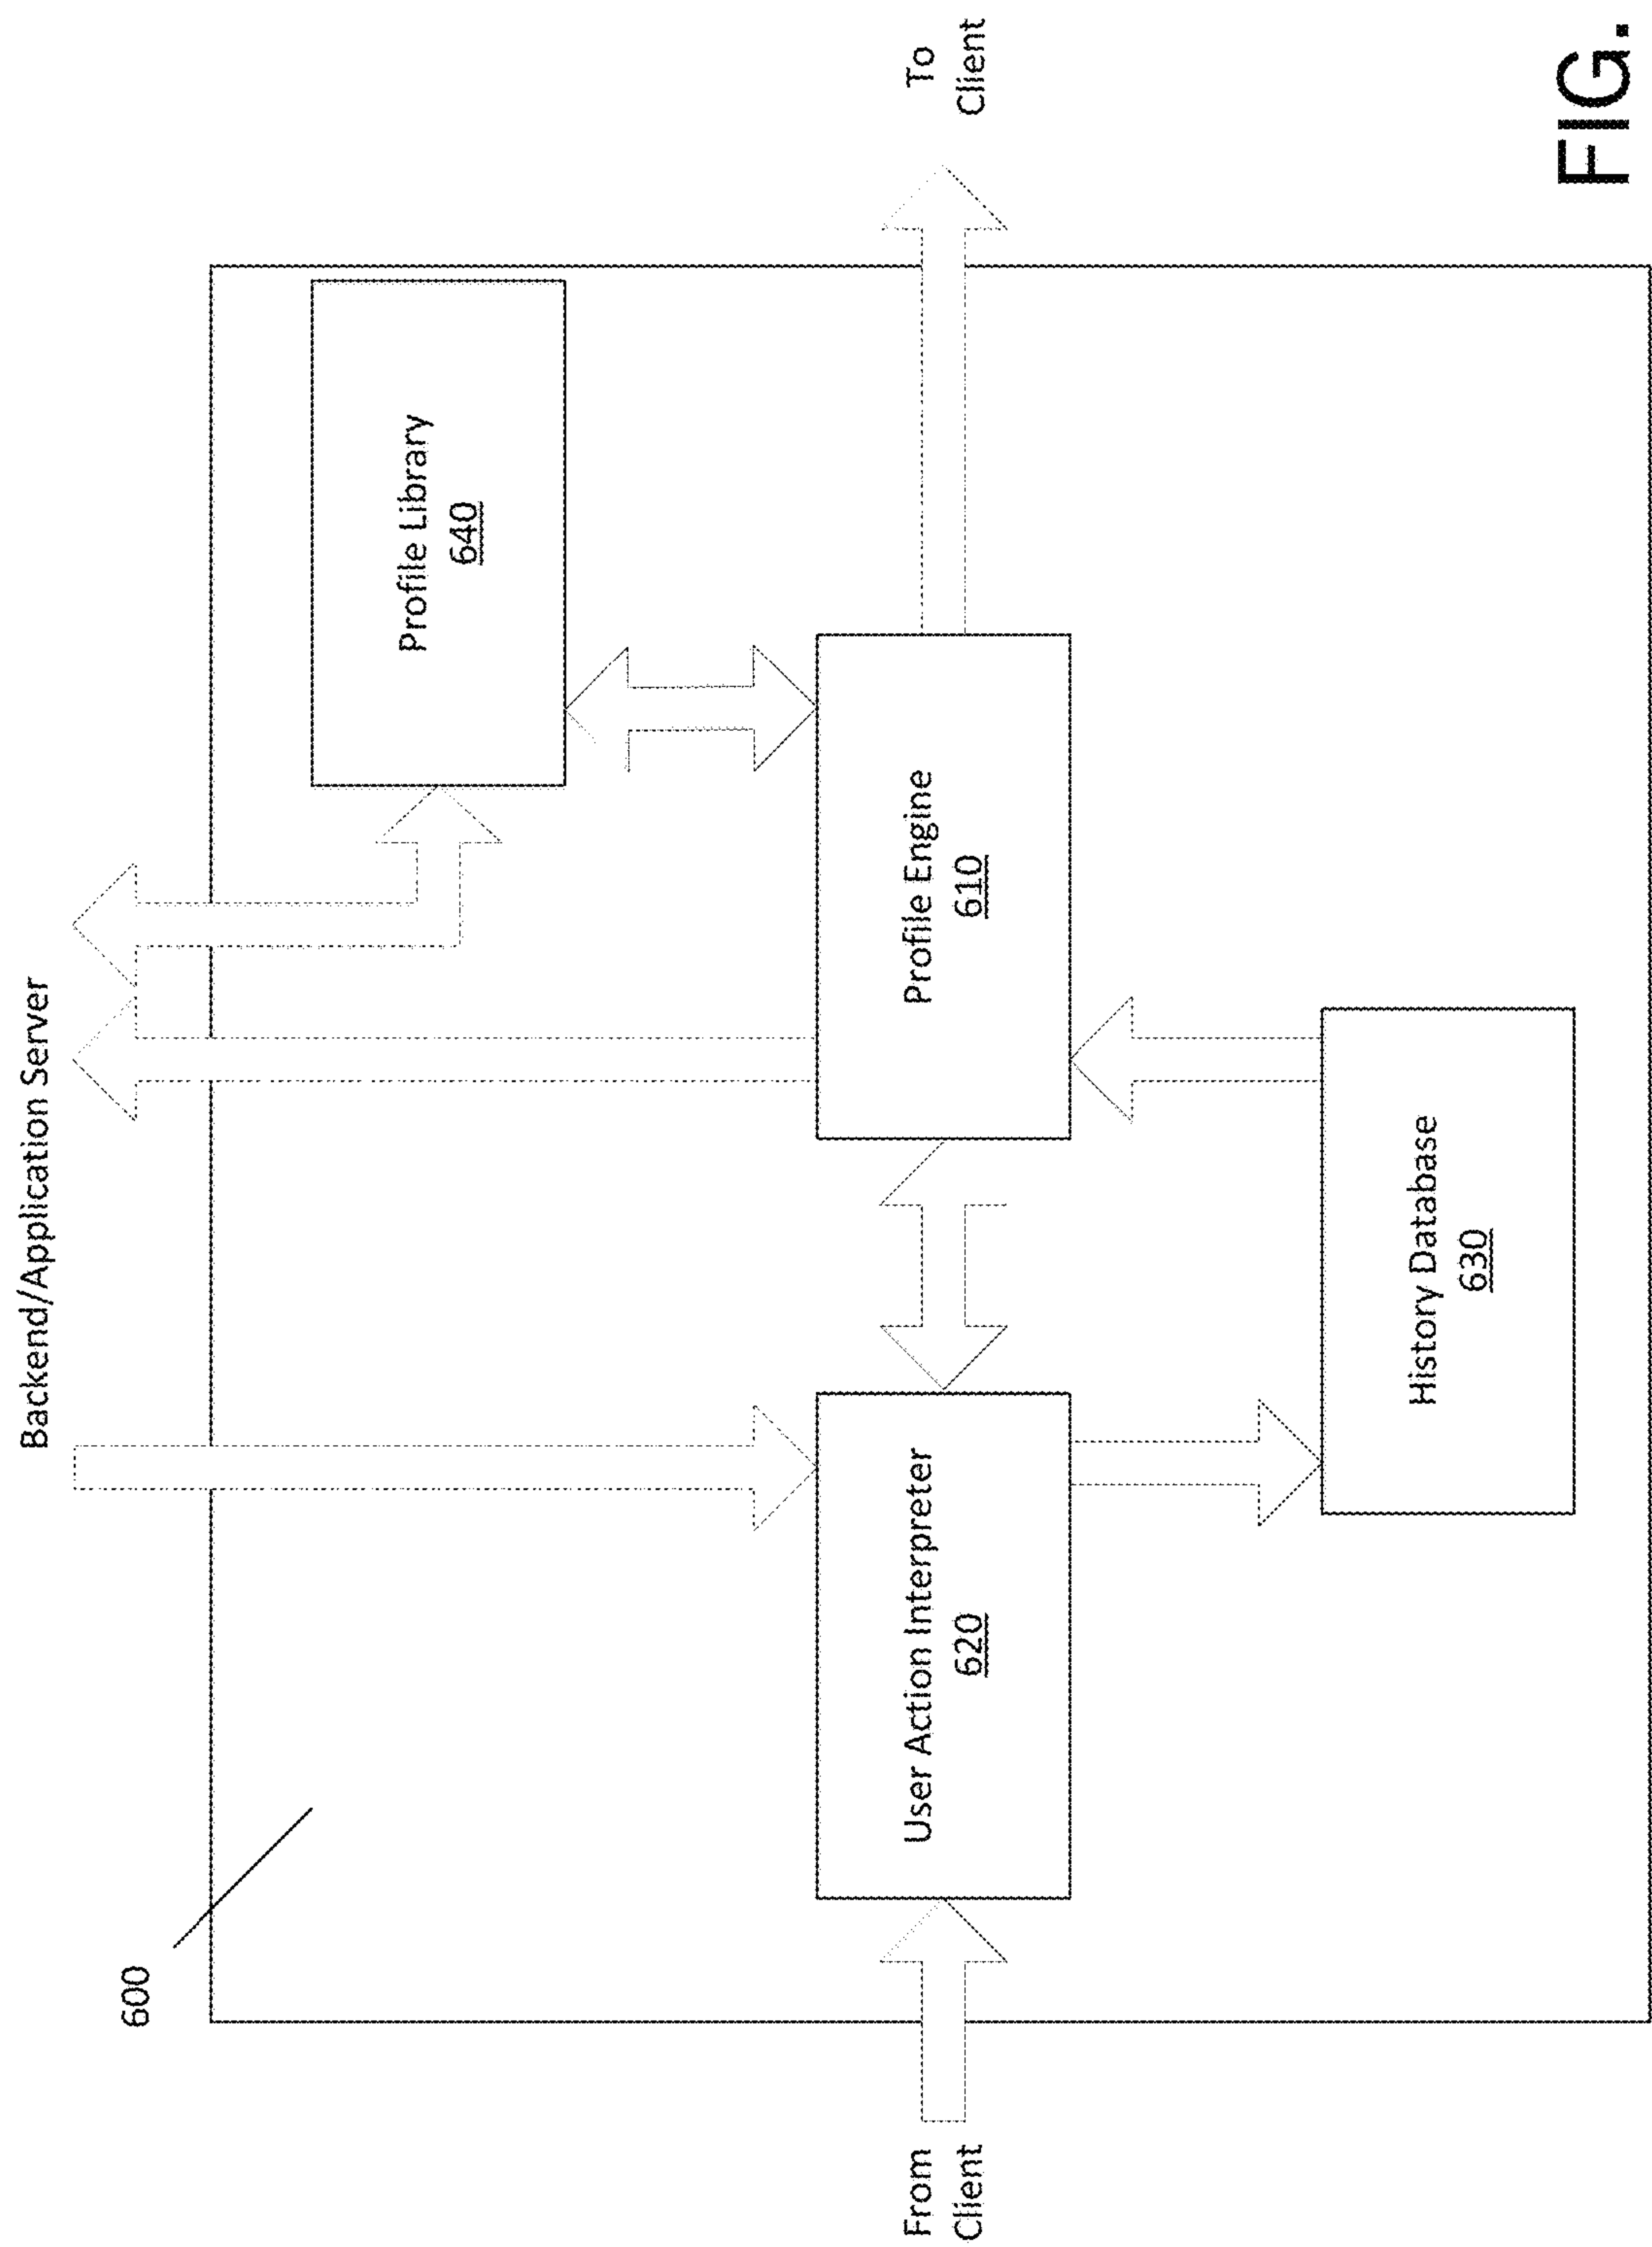 Backend/Application Server
600
Profile Library
640
From
Client
User Action Interpreter
620
Profile Engine
610
To
Client
History Database
630
FIG.